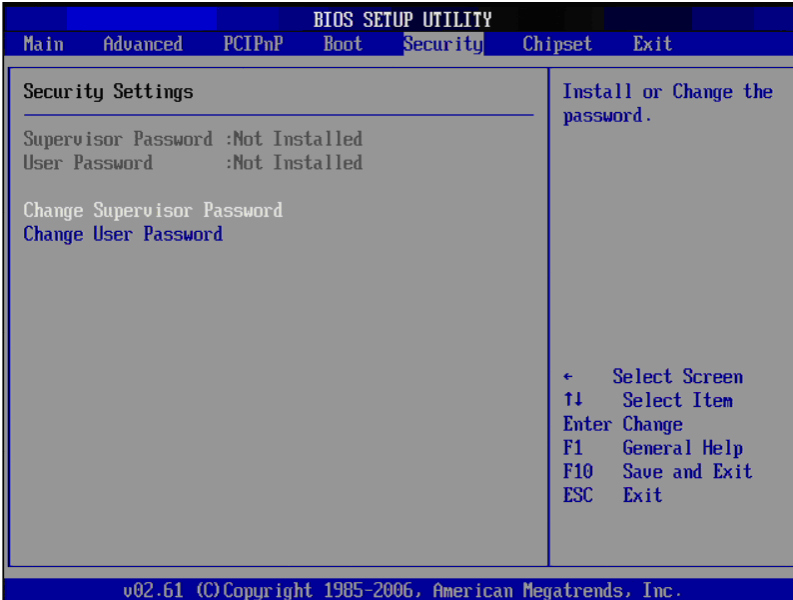 BIOS SETUP UTILITY
Main Advanced PCIPnP Boot Security Chipset Exit
Security Settings
Supervisor Password :Not Installed
User Password :Not Installed
Change Supervisor Password
Change User Password
Install or Change the
password.
← Select Screen
↑↓ Select Item
Enter Change
F1 General Help
F10 Save and Exit
ESC Exit
v02.61 (C)Copyright 1985-2006, American Megatrends, Inc.